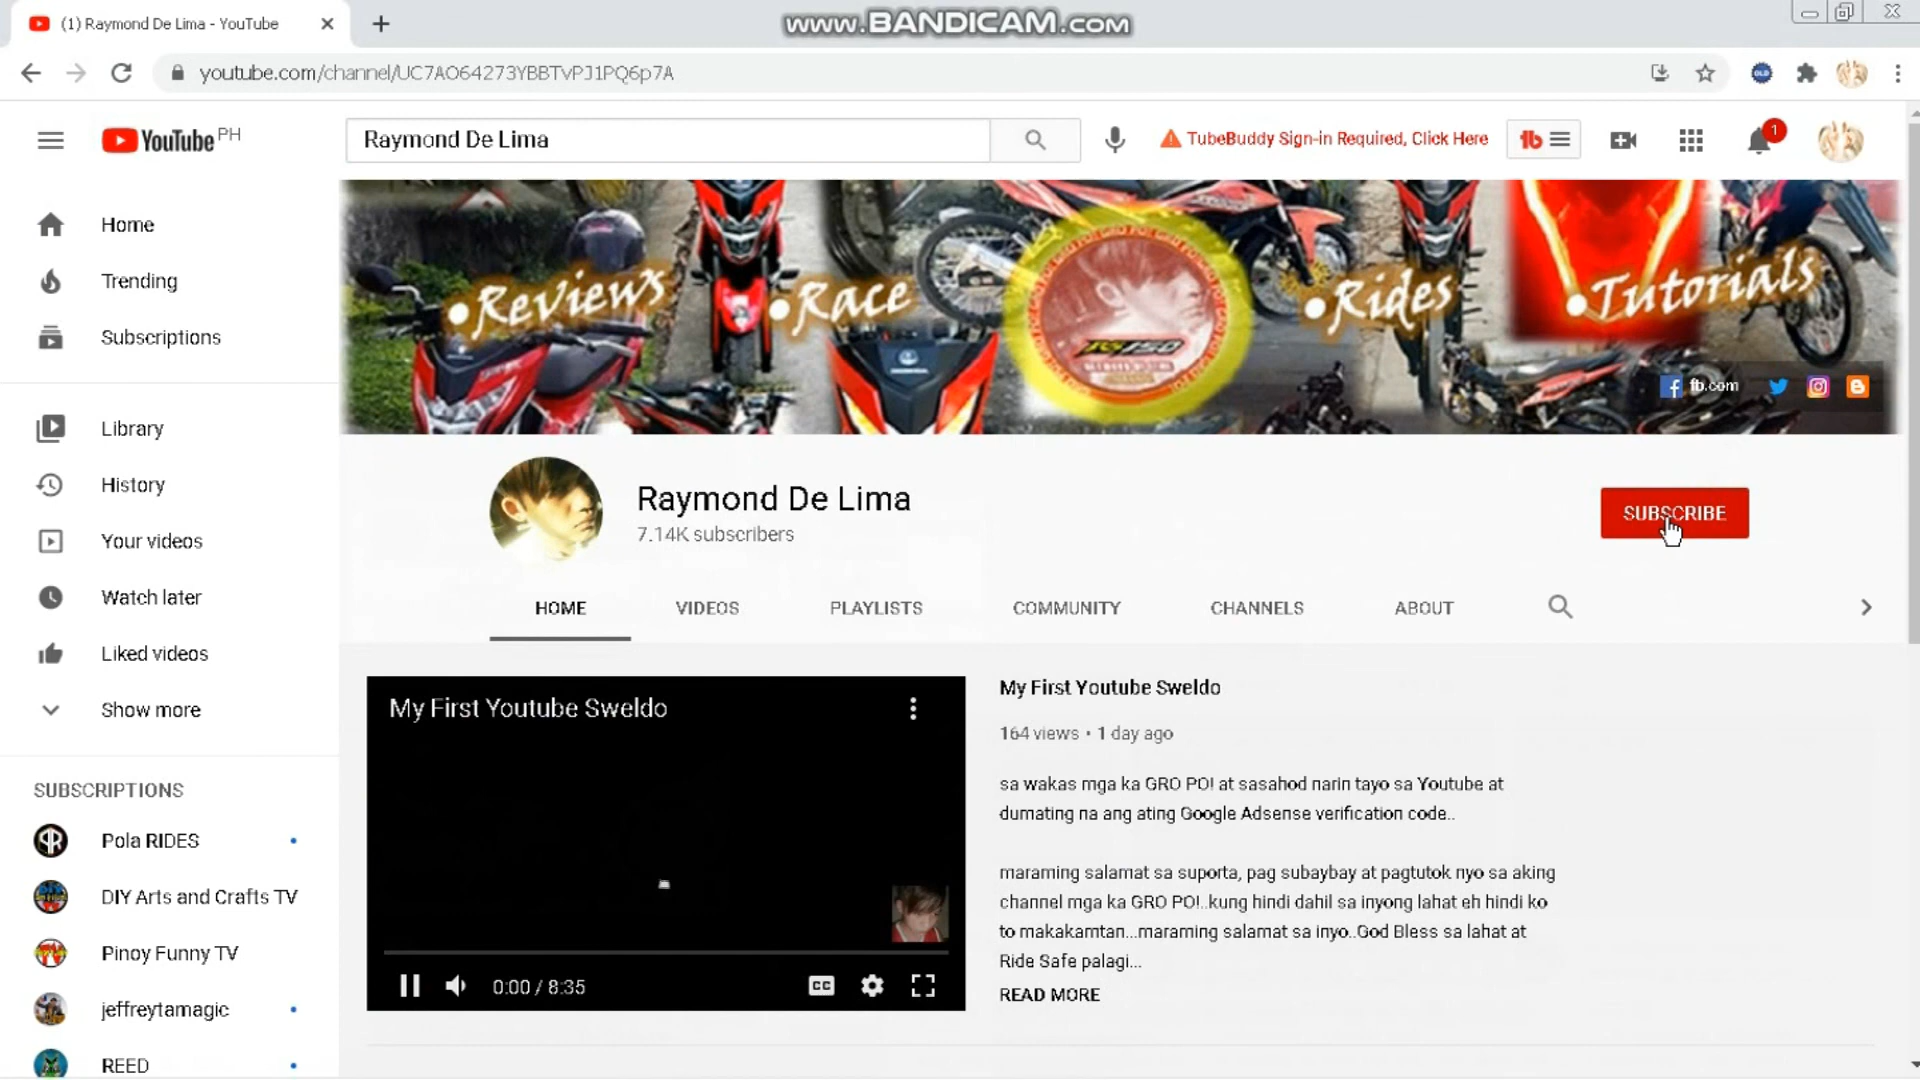 (1) Raymond De Lima - YouTube
www.BANDICAM.com
youtube.com/channel/UC7AO64273YBBTvPJ1PQ6p7A
YouTube PH
Raymond De Lima
TubeBuddy Sign-in Required, Click Here
tb
1
Home
Trending
Subscriptions
Library
History
Your videos
Watch later
Liked videos
Show more
SUBSCRIPTIONS
Pola RIDES
DIY Arts and Crafts TV
Pinoy Funny TV
jeffreytamagic
REED
•Reviews
•Race
RS150
•Rides
•Tutorials
fb.com
Raymond De Lima
7.14K subscribers
SUBSCRIBE
HOME
VIDEOS
PLAYLISTS
COMMUNITY
CHANNELS
ABOUT
My First Youtube Sweldo
0:00 / 8:35
CC
My First Youtube Sweldo
164 views • 1 day ago
sa wakas mga ka GRO PO! at sasahod narin tayo sa Youtube at
dumating na ang ating Google Adsense verification code..
maraming salamat sa suporta, pag subaybay at pagtutok nyo sa aking
channel mga ka GRO PO!..kung hindi dahil sa inyong lahat eh hindi ko
to makakamtan...maraming salamat sa inyo..God Bless sa lahat at
Ride Safe palagi...
READ MORE